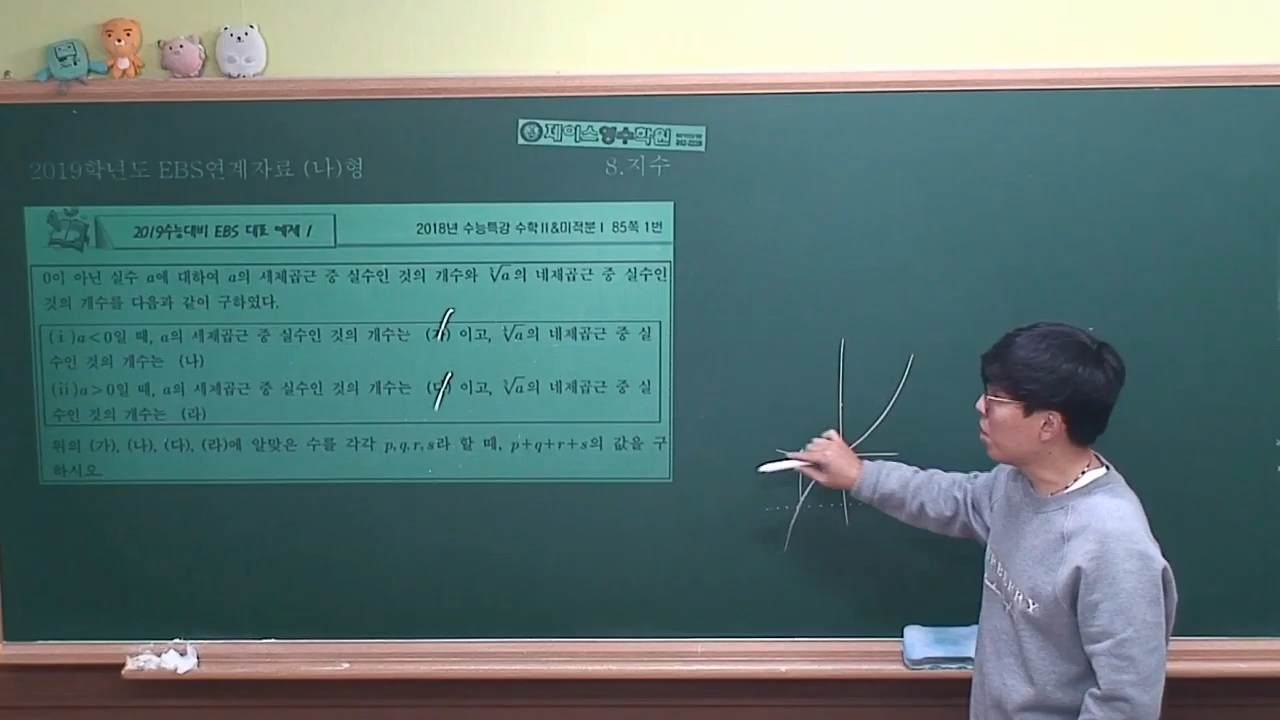 제이스영수학원
2019학년도 EBS연계자료 (나)형
8.지수
2019수능대비 EBS 대표 예제 1
2018년 수능특강 수학II&미적분I 85쪽 1번
0이 아닌 실수 a에 대하여 a의 세제곱근 중 실수인 것의 개수와 ∛a의 네제곱근 중 실수인
것의 개수를 다음과 같이 구하였다.
(i)a<0일 때, a의 세제곱근 중 실수인 것의 개수는 (가) 이고, ∛a의 네제곱근 중 실
수인 것의 개수는 (나)
(ii)a>0일 때, a의 세제곱근 중 실수인 것의 개수는 (다) 이고, ∛a의 네제곱근 중 실
수인 것의 개수는 (라)
위의 (가), (나), (다), (라)에 알맞은 수를 각각 p, q, r, s라 할 때, p+q+r+s의 값을 구
하시오.